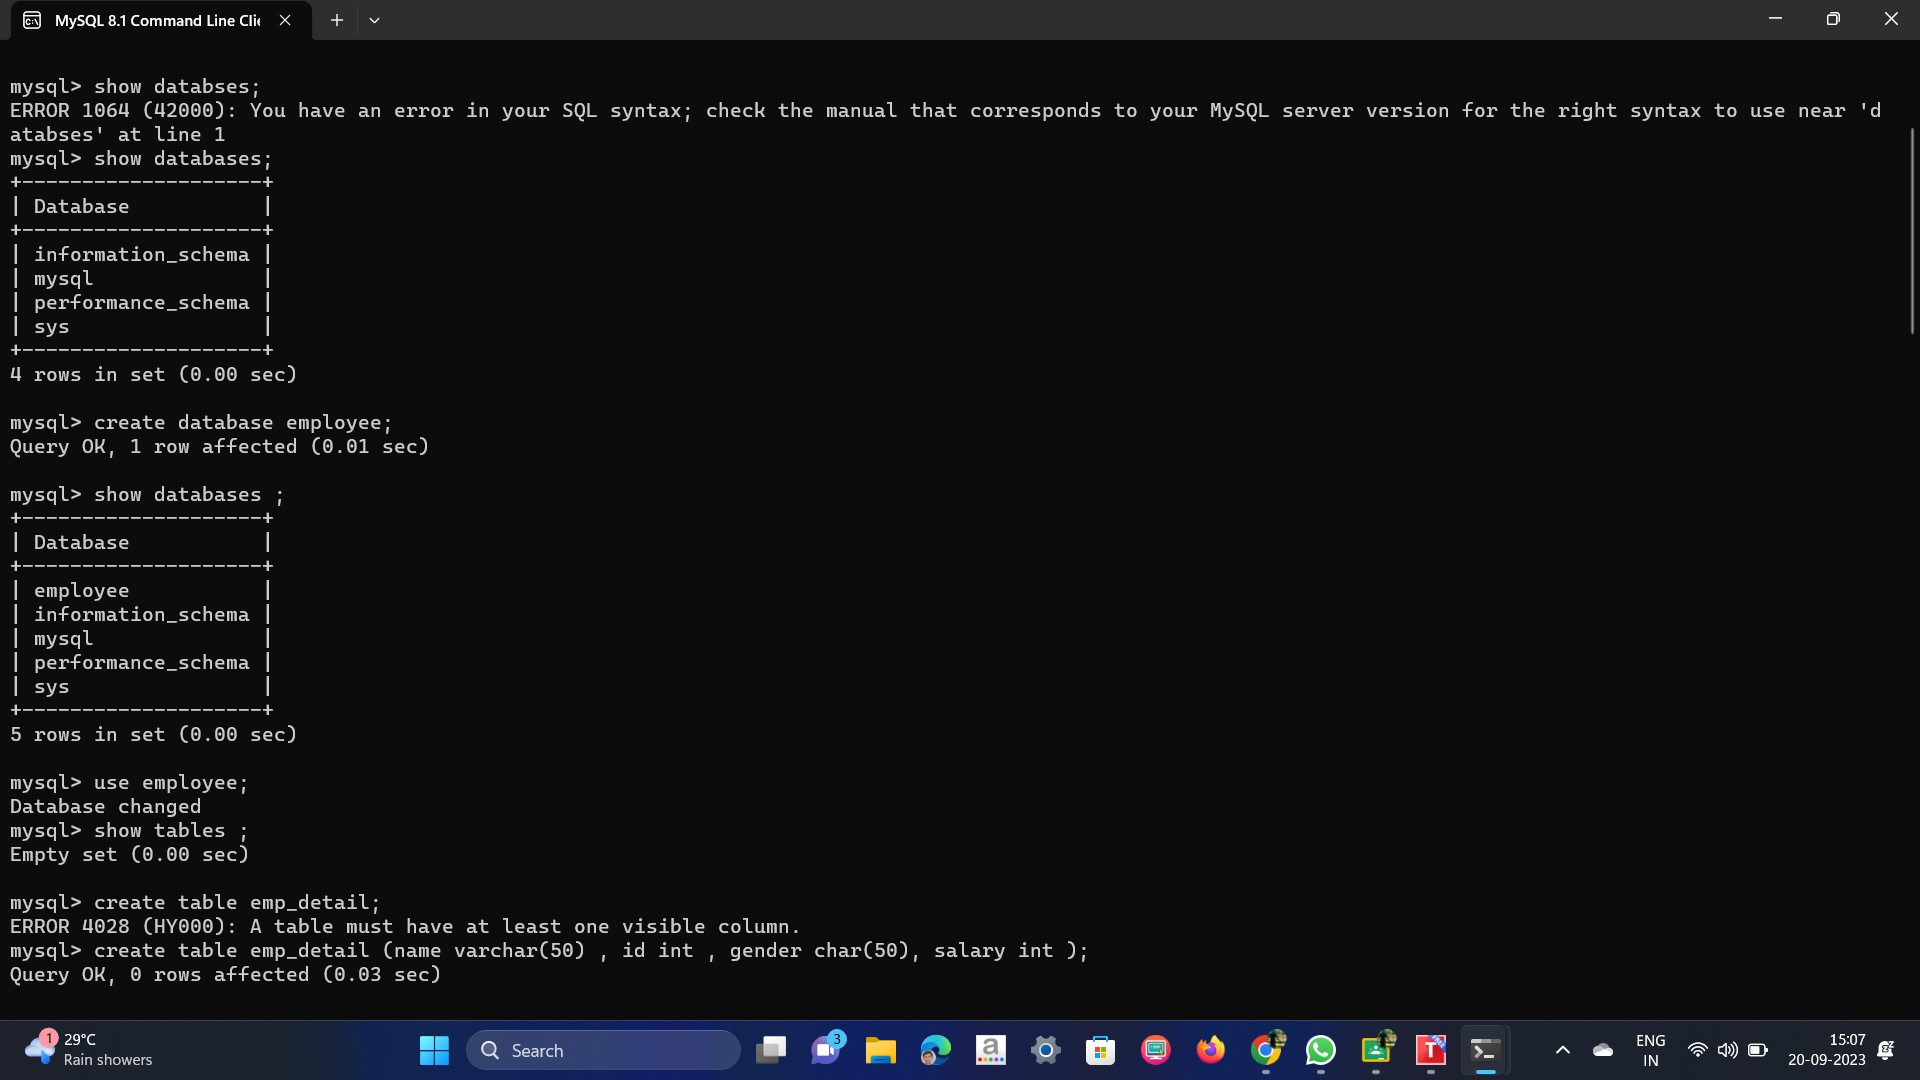 MySQL 8.1 Command Line Clie
mysql> show databses;
ERROR 1064 (42000): You have an error in your SQL syntax; check the manual that corresponds to your MySQL server version for the right syntax to use near 'd
atabses' at line 1
mysql> show databases;
+--------------------+
| Database           |
+--------------------+
| information_schema |
| mysql              |
| performance_schema |
| sys                |
+--------------------+
4 rows in set (0.00 sec)
mysql> create database employee;
Query OK, 1 row affected (0.01 sec)
mysql> show databases ;
+--------------------+
| Database           |
+--------------------+
| employee           |
| information_schema |
| mysql              |
| performance_schema |
| sys                |
+--------------------+
5 rows in set (0.00 sec)
mysql> use employee;
Database changed
mysql> show tables ;
Empty set (0.00 sec)
mysql> create table emp_detail;
ERROR 4028 (HY000): A table must have at least one visible column.
mysql> create table emp_detail (name varchar(50) , id int , gender char(50), salary int );
Query OK, 0 rows affected (0.03 sec)
1
29°C
Rain showers
Search
3
a
T
ENG
IN
15:07
20-09-2023